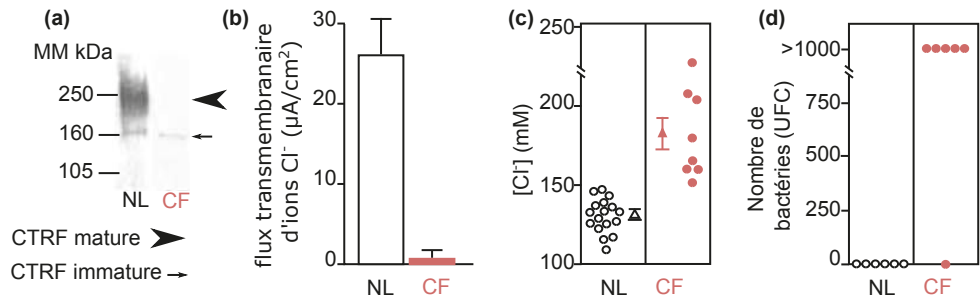 (a)
MM kDa
250
160
105
NL CF
CTRF mature
CTRF immature
(b)
flux transmembranaire
d'ions Cl⁻ (µA/cm²)
30
20
10
0
NL CF
(c)
[Cl⁻] (mM)
250
200
150
100
NL CF
(d)
Nombre de
bactéries (UFC)
>1000
750
500
250
0
NL CF